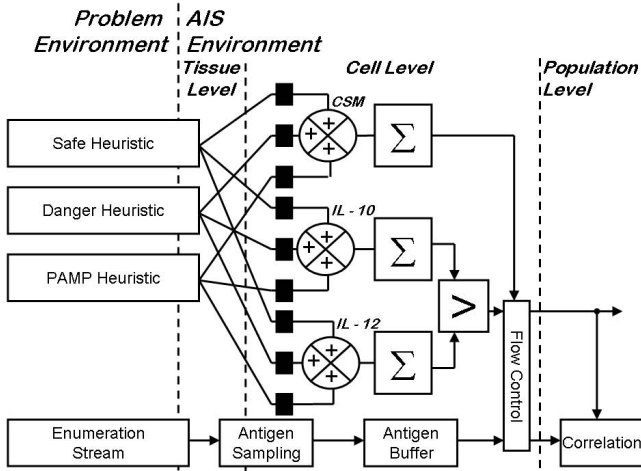 Problem Environment
AIS Environment
Tissue Level
Cell Level
Population Level
Safe Heuristic
Danger Heuristic
PAMP Heuristic
CSM
+ + +
Σ
IL - 10
+ + +
Σ
>
IL - 12
+ + +
Σ
Flow Control
Enumeration Stream
Antigen Sampling
Antigen Buffer
Correlation